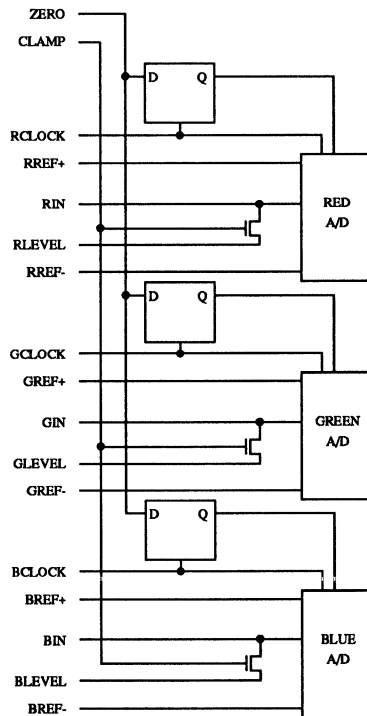 ZERO
CLAMP
D Q
RCLOCK
RREF+
RIN
RED
A/D
RLEVEL
RREF-
D Q
GCLOCK
GREF+
GIN
GREEN
A/D
GLEVEL
GREF-
D Q
BCLOCK
BREF+
BIN
BLUE
A/D
BLEVEL
BREF-